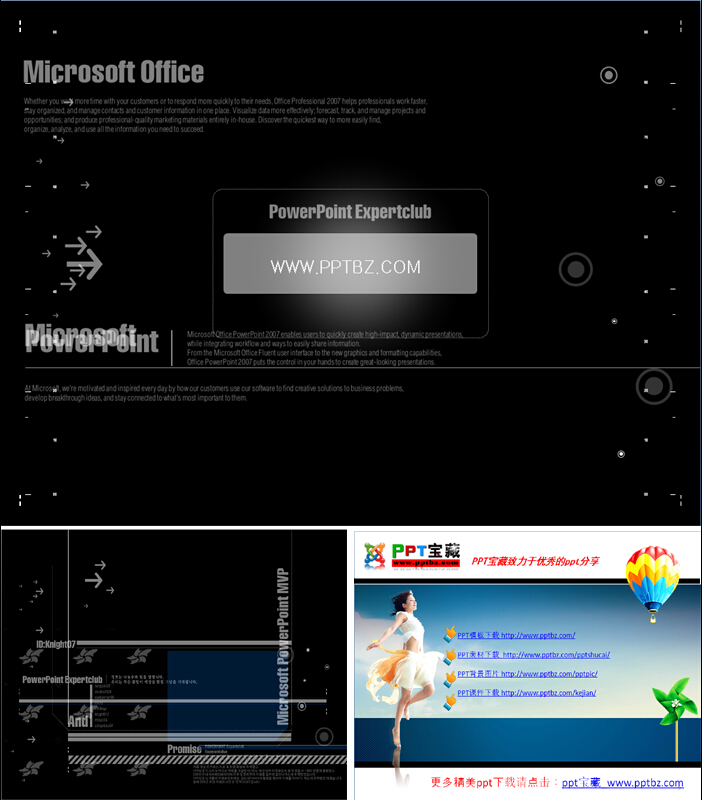 Microsoft Office
Whether you want more time with your customers or to respond more quickly to their needs, Office Professional 2007 helps professionals work faster,
stay organized, and manage contacts and customer information in one place. Visualize data more effectively; forecast, track, and manage projects and
opportunities; and produce professional-quality marketing materials entirely in-house. Discover the quickest way to more easily find,
organize, analyze, and use all the information you need to succeed.
PowerPoint Expertclub
WWW.PPTBZ.COM
Microsoft
PowerPoint
Microsoft Office PowerPoint 2007 enables users to quickly create high-impact, dynamic presentations,
while integrating workflow and ways to easily share information.
From the Microsoft Office Fluent user interface to the new graphics and formatting capabilities,
Office PowerPoint 2007 puts the control in your hands to create great-looking presentations.
At Microsoft, we're motivated and inspired every day by how our customers use our software to find creative solutions to business problems,
develop breakthrough ideas, and stay connected to what's most important to them.
ID:Knight07
PowerPoint Expertclub
And!
Promise
Microsoft PowerPoint MVP
PPT宝藏
www.pptbz.com
PPT宝藏致力于优秀的ppt分享
PPT模板下载 http://www.pptbz.com/
PPT素材下载 http://www.pptbz.com/pptshucai/
PPT背景图片 http://www.pptbz.com/pptpic/
PPT课件下载 http://www.pptbz.com/kejian/
更多精美ppt下载请点击：ppt宝藏 www.pptbz.com